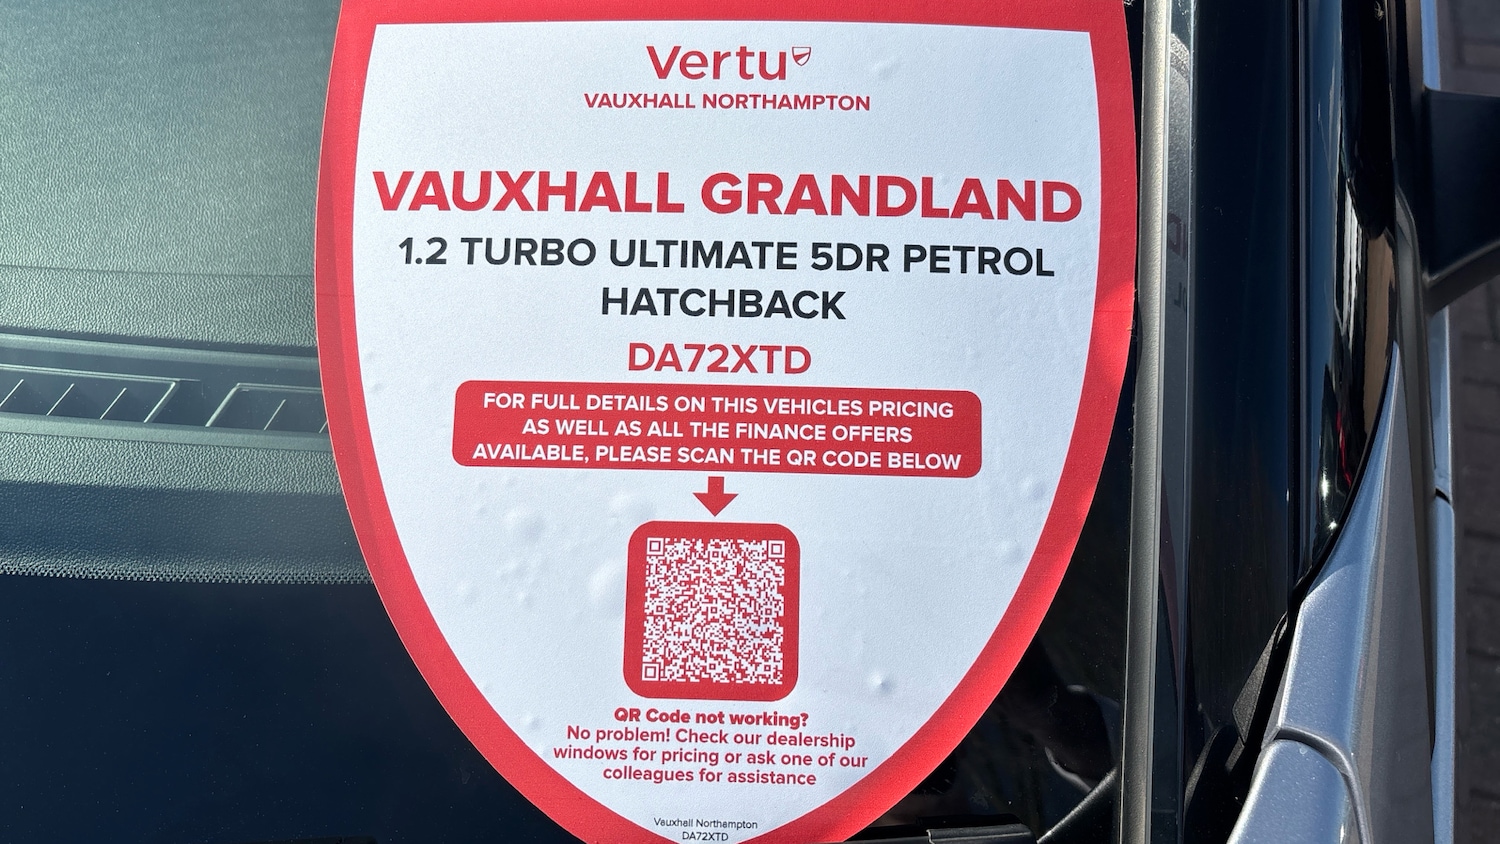 Vertu
VAUXHALL NORTHAMPTON
VAUXHALL GRANDLAND
1.2 TURBO ULTIMATE 5DR PETROL
HATCHBACK
DA72XTD
FOR FULL DETAILS ON THIS VEHICLES PRICING
AS WELL AS ALL THE FINANCE OFFERS
AVAILABLE, PLEASE SCAN THE QR CODE BELOW
QR Code not working?
No problem! Check our dealership
windows for pricing or ask one of our
colleagues for assistance
Vauxhall Northampton
DA72XTD